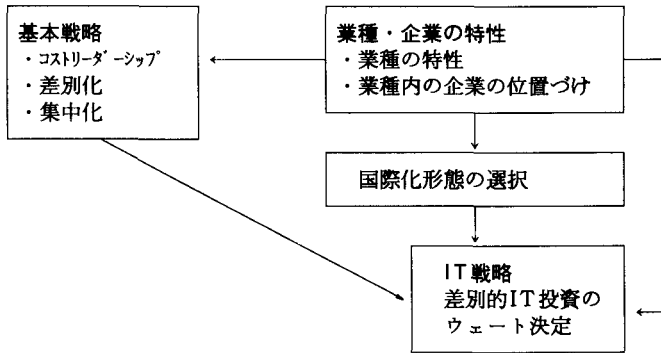 基本戦略
・コストリーダーシップ
・差別化
・集中化
業種・企業の特性
・業種の特性
・業種内の企業の位置づけ
国際化形態の選択
IT戦略
差別的IT投資の
ウェート決定